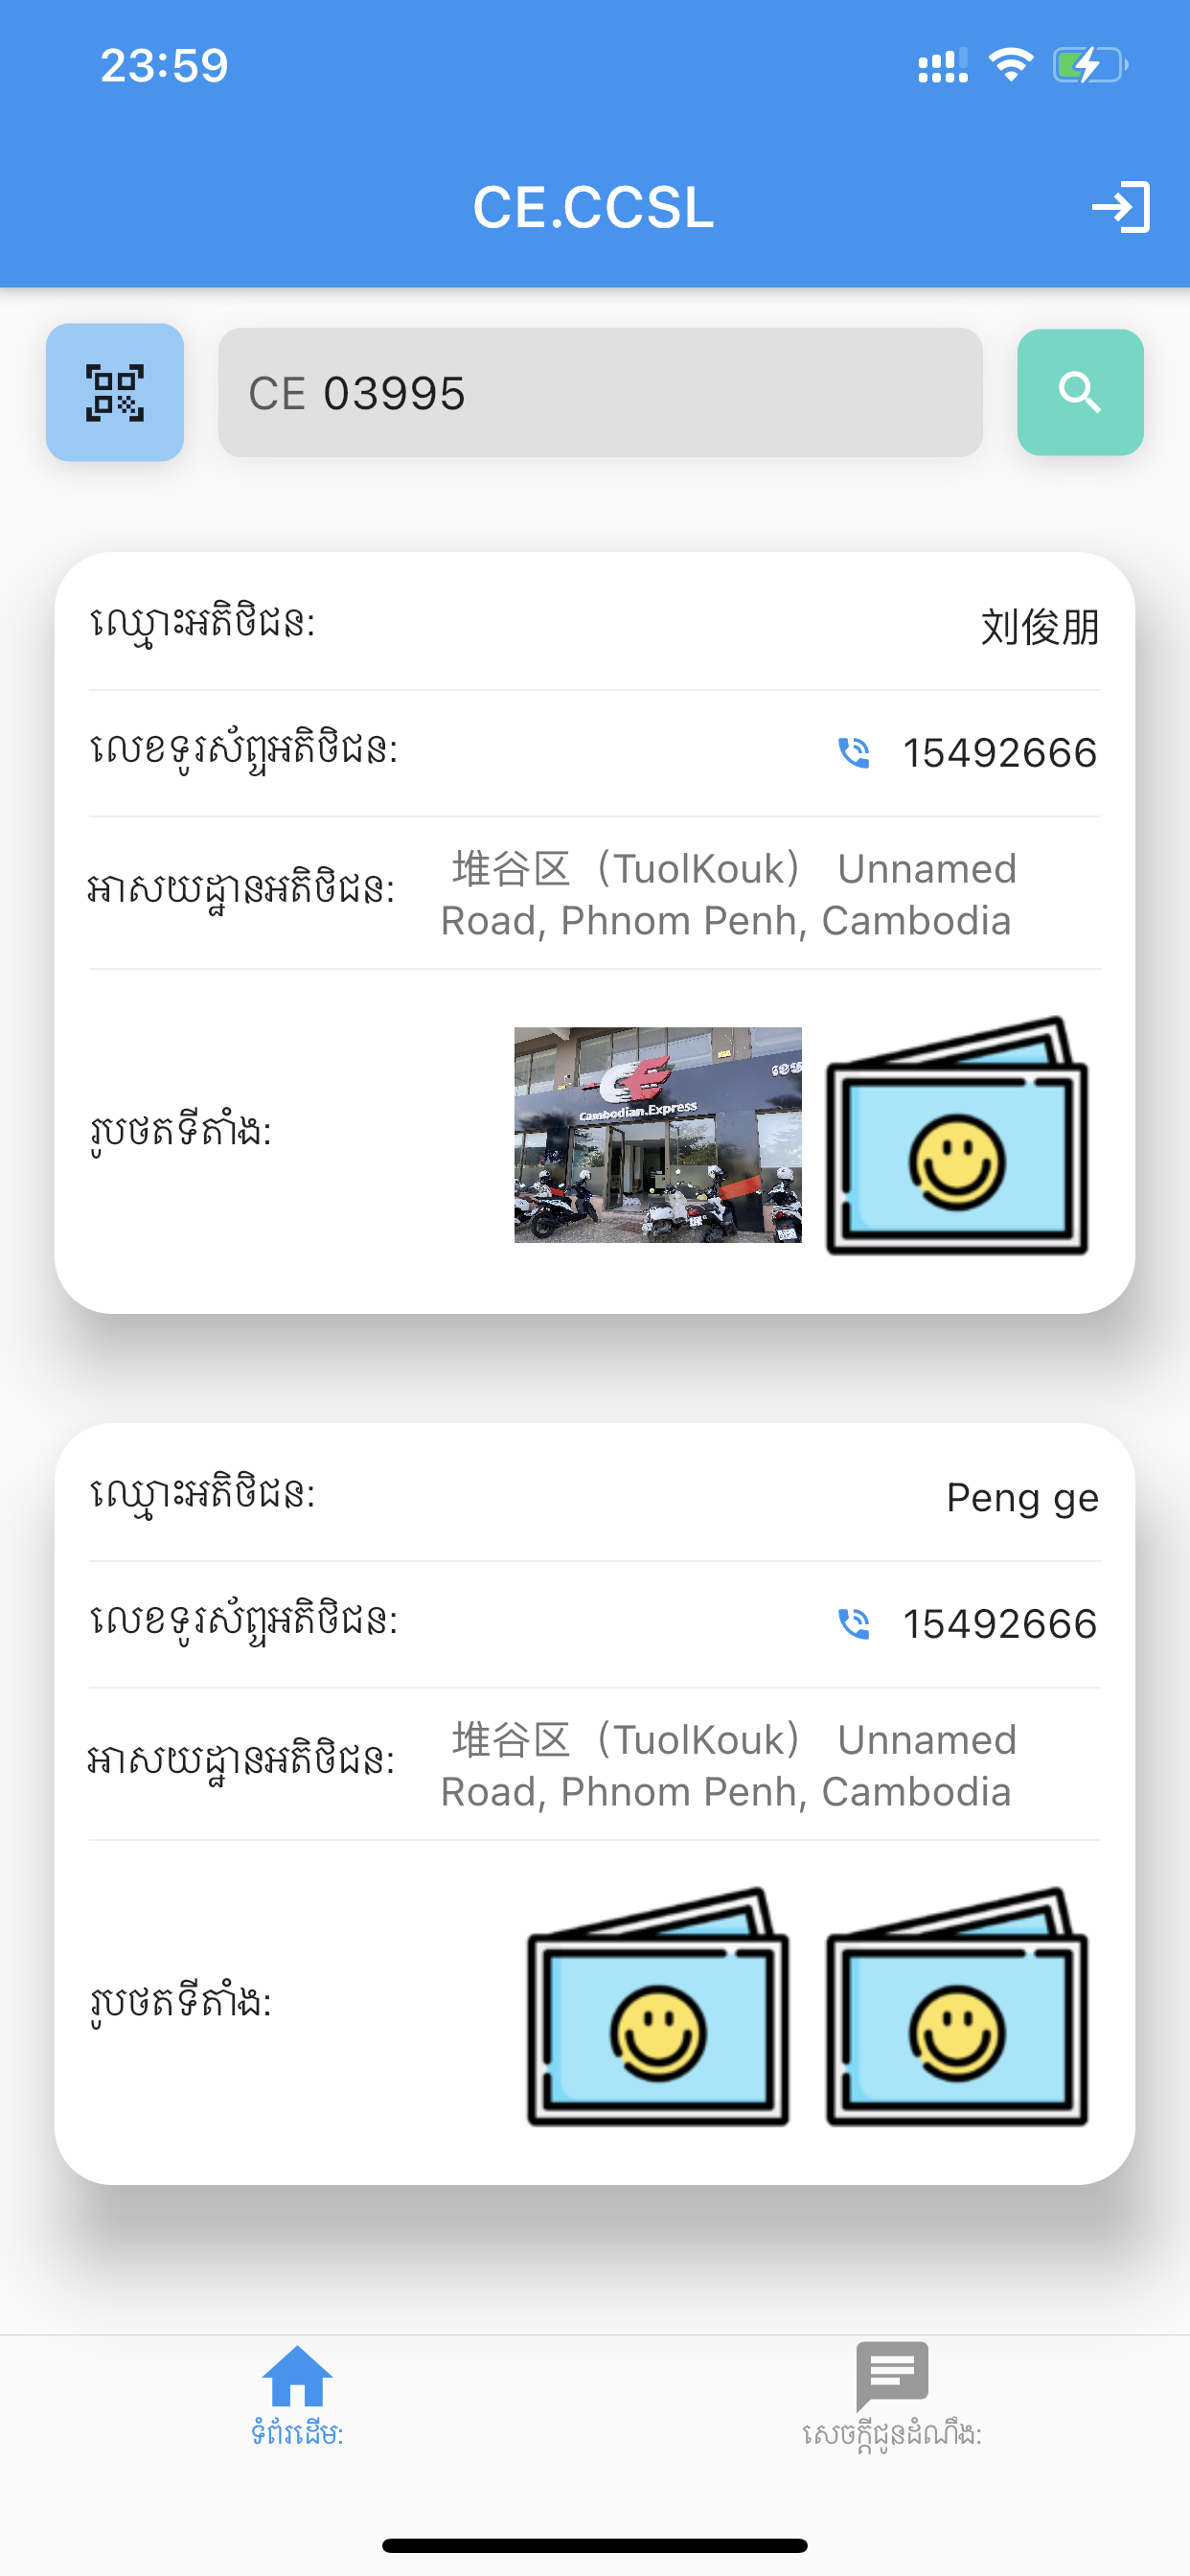 23:59
CE.CCSL
CE 03995
ឈ្មោះអតិថិជន:
刘俊朋
លេខទូរស័ព្ទអតិថិជន:
15492666
អាសយដ្ឋានអតិថិជន:
堆谷区（TuolKouk） Unnamed
Road, Phnom Penh, Cambodia
រូបថតទីតាំង:
CE
Cambodian.Express
ឈ្មោះអតិថិជន:
Peng ge
លេខទូរស័ព្ទអតិថិជន:
15492666
អាសយដ្ឋានអតិថិជន:
堆谷区（TuolKouk） Unnamed
Road, Phnom Penh, Cambodia
រូបថតទីតាំង:
ទំព័រដើម:
សេចក្តីជូនដំណឹង: